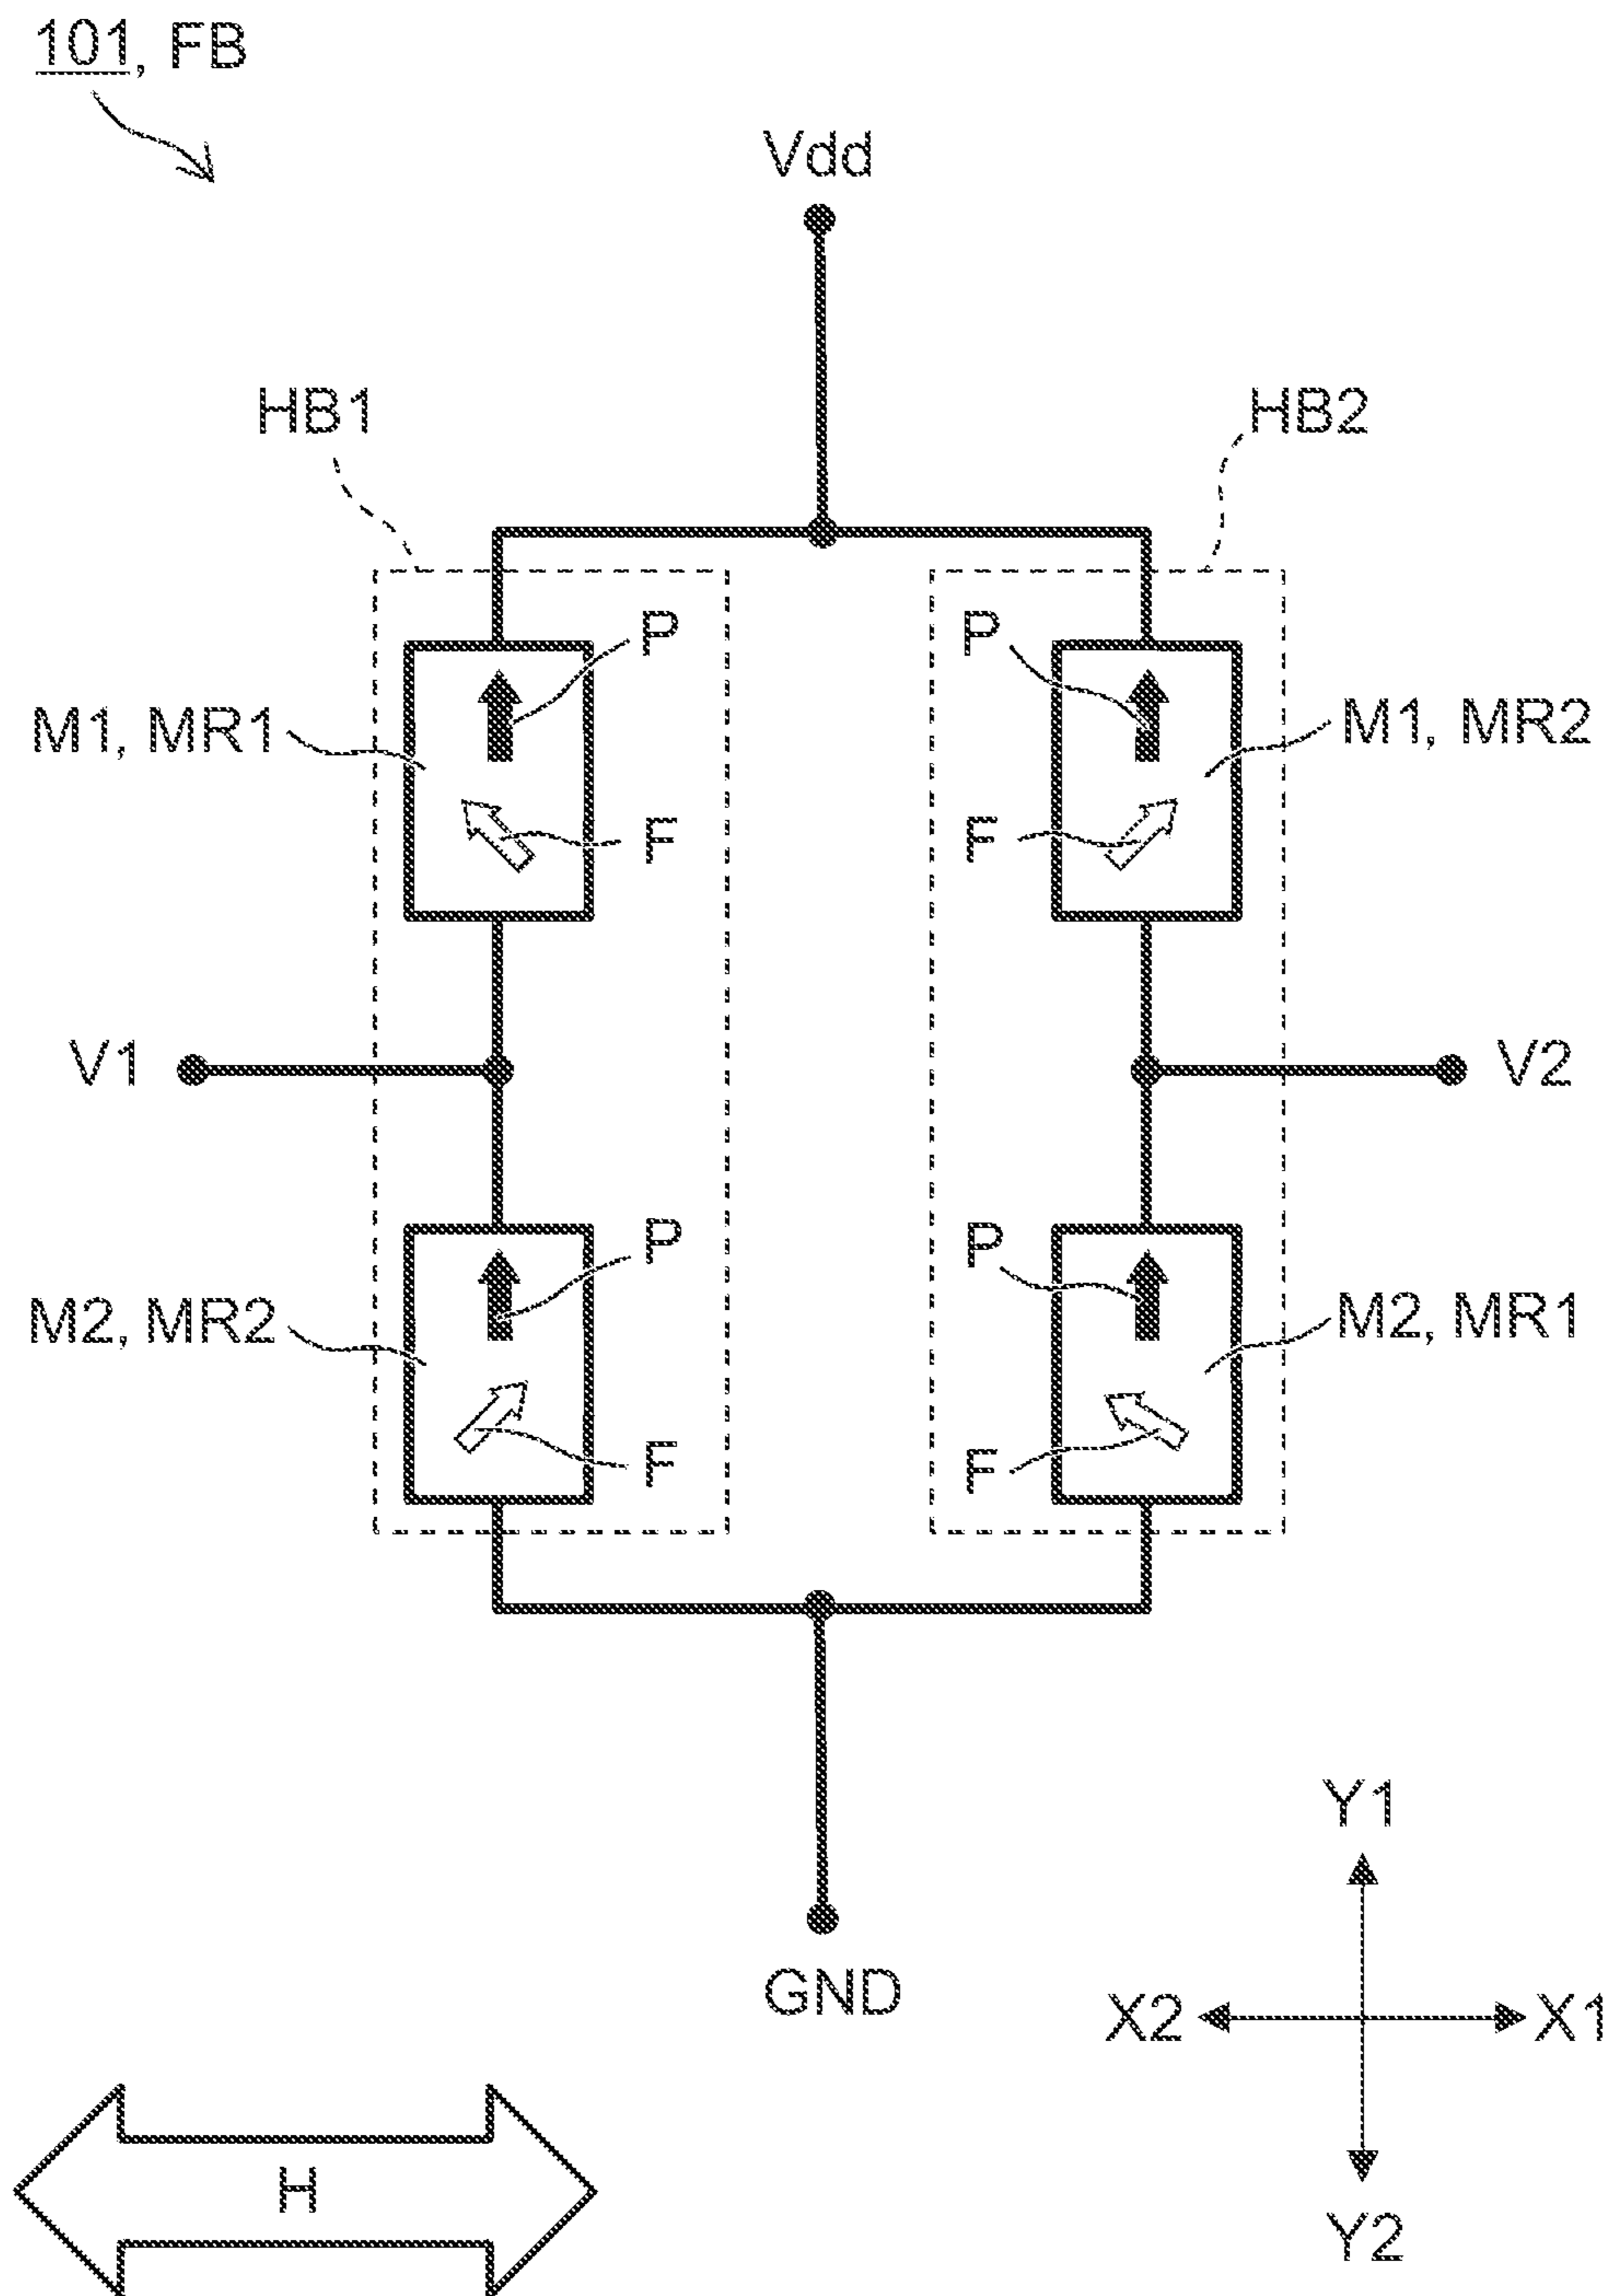 101, FB
Vdd
HB1
HB2
P
P
M1, MR1
M1, MR2
F
F
V1
V2
P
P
M2, MR2
M2, MR1
F
F
Y1
GND
X2
X1
H
Y2